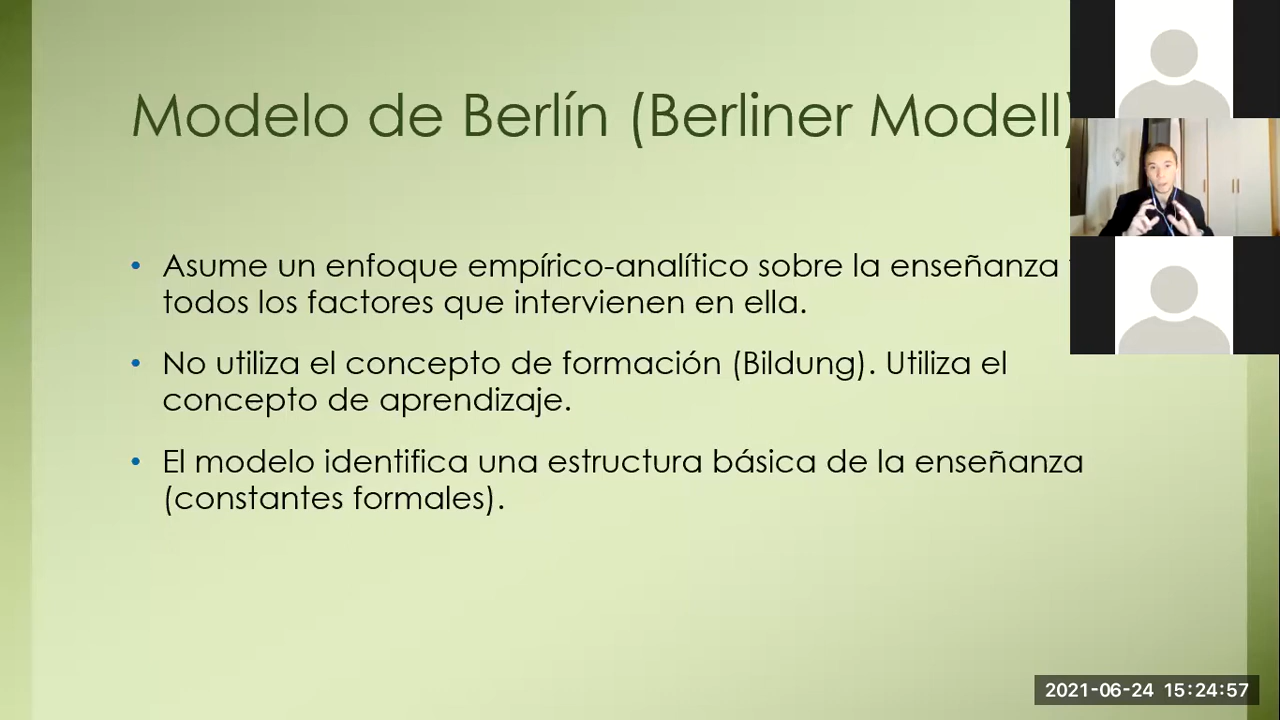 Modelo de Berlín (Berliner Modell)
Asume un enfoque empírico-analítico sobre la enseñanza
todos los factores que intervienen en ella.
No utiliza el concepto de formación (Bildung). Utiliza el
concepto de aprendizaje.
El modelo identifica una estructura básica de la enseñanza
(constantes formales).
2021-06-24 15:24:57